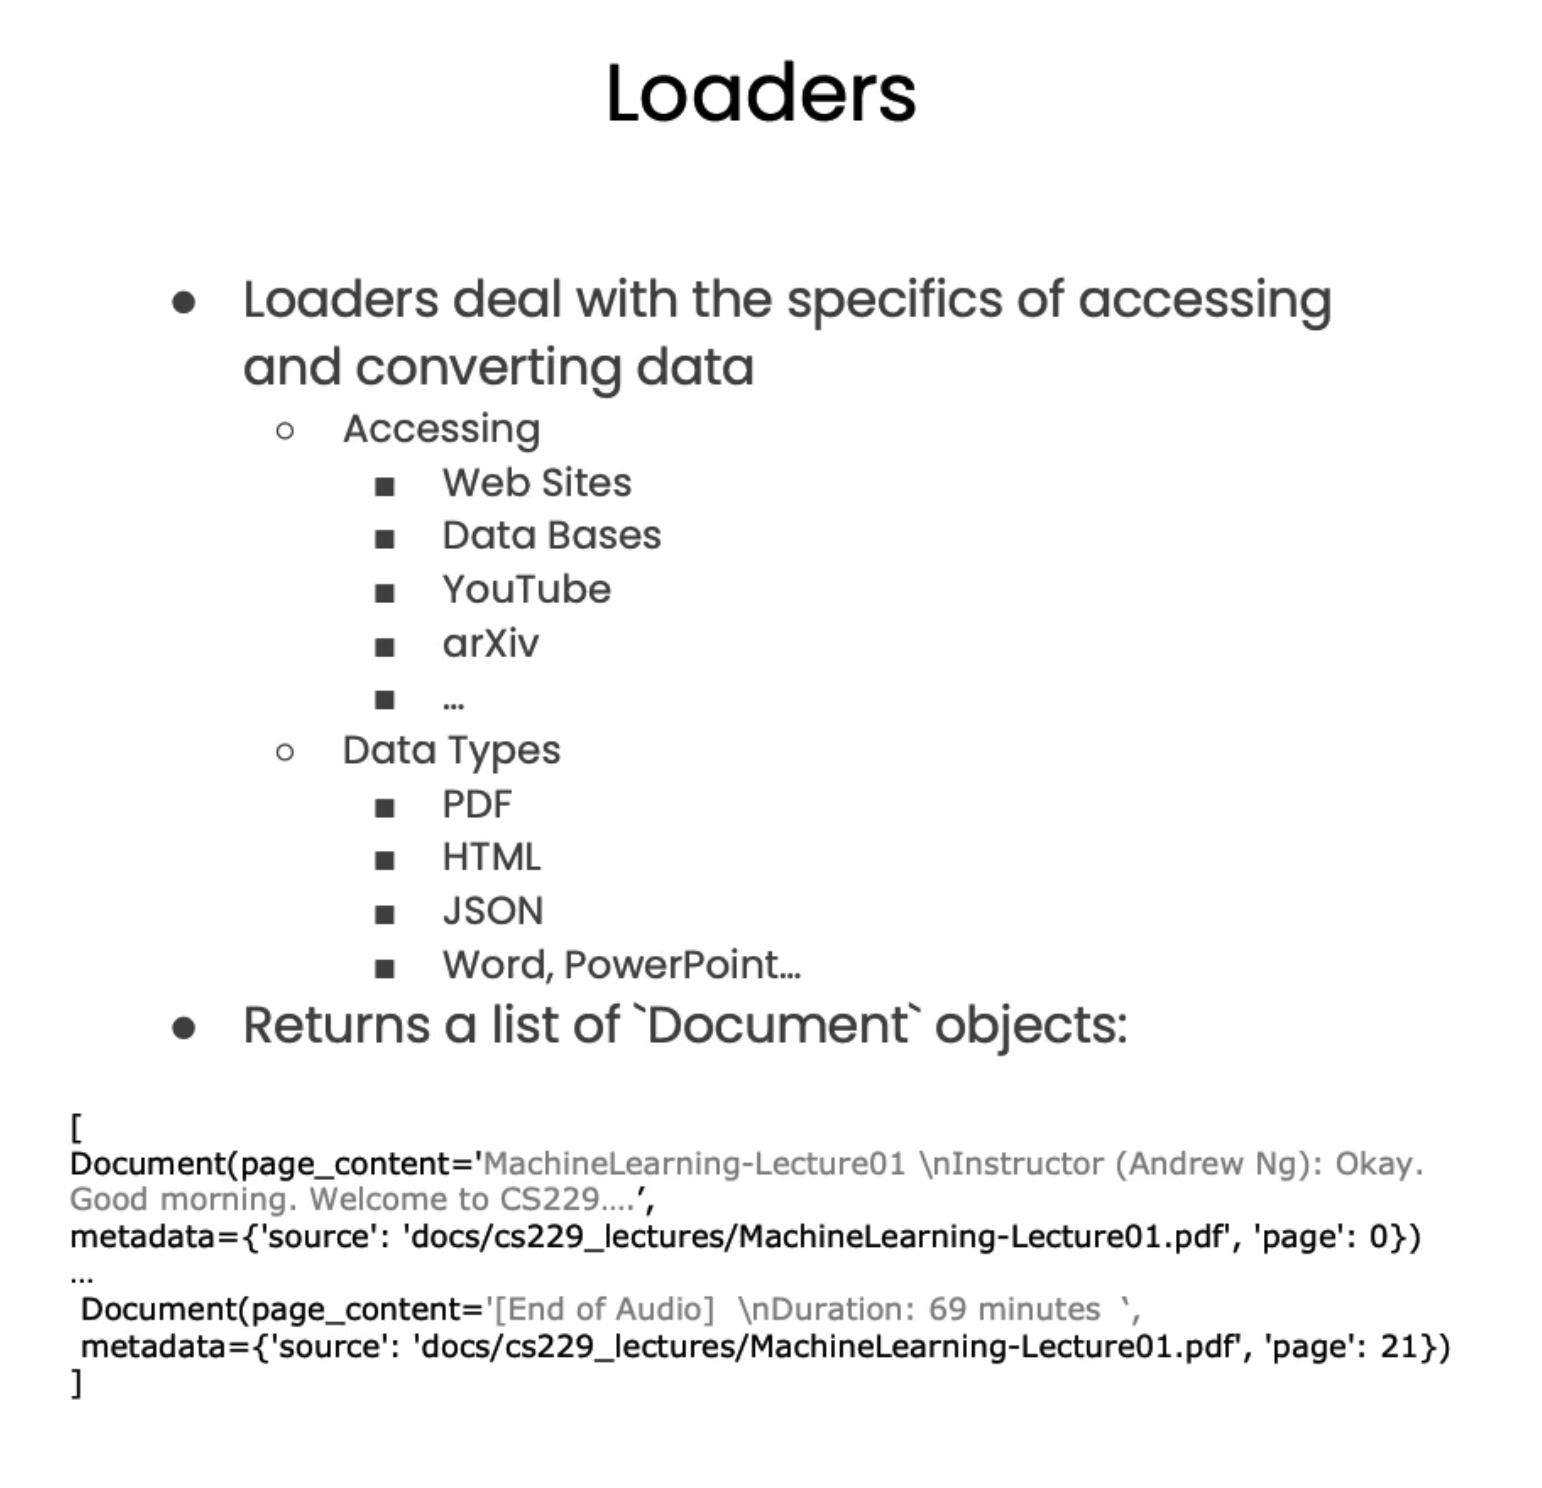 Loaders
● Loaders deal with the specifics of accessing
and converting data
○ Accessing
■ Web Sites
■ Data Bases
■ YouTube
■ arXiv
■ ...
○ Data Types
■ PDF
■ HTML
■ JSON
■ Word, PowerPoint...
● Returns a list of `Document` objects:
[
Document(page_content='MachineLearning-Lecture01 \nInstructor (Andrew Ng): Okay.
Good morning. Welcome to CS229....’,
metadata={'source': 'docs/cs229_lectures/MachineLearning-Lecture01.pdf', 'page': 0})
...
Document(page_content='[End of Audio]  \nDuration: 69 minutes ‘,
metadata={'source': 'docs/cs229_lectures/MachineLearning-Lecture01.pdf', 'page': 21})
]